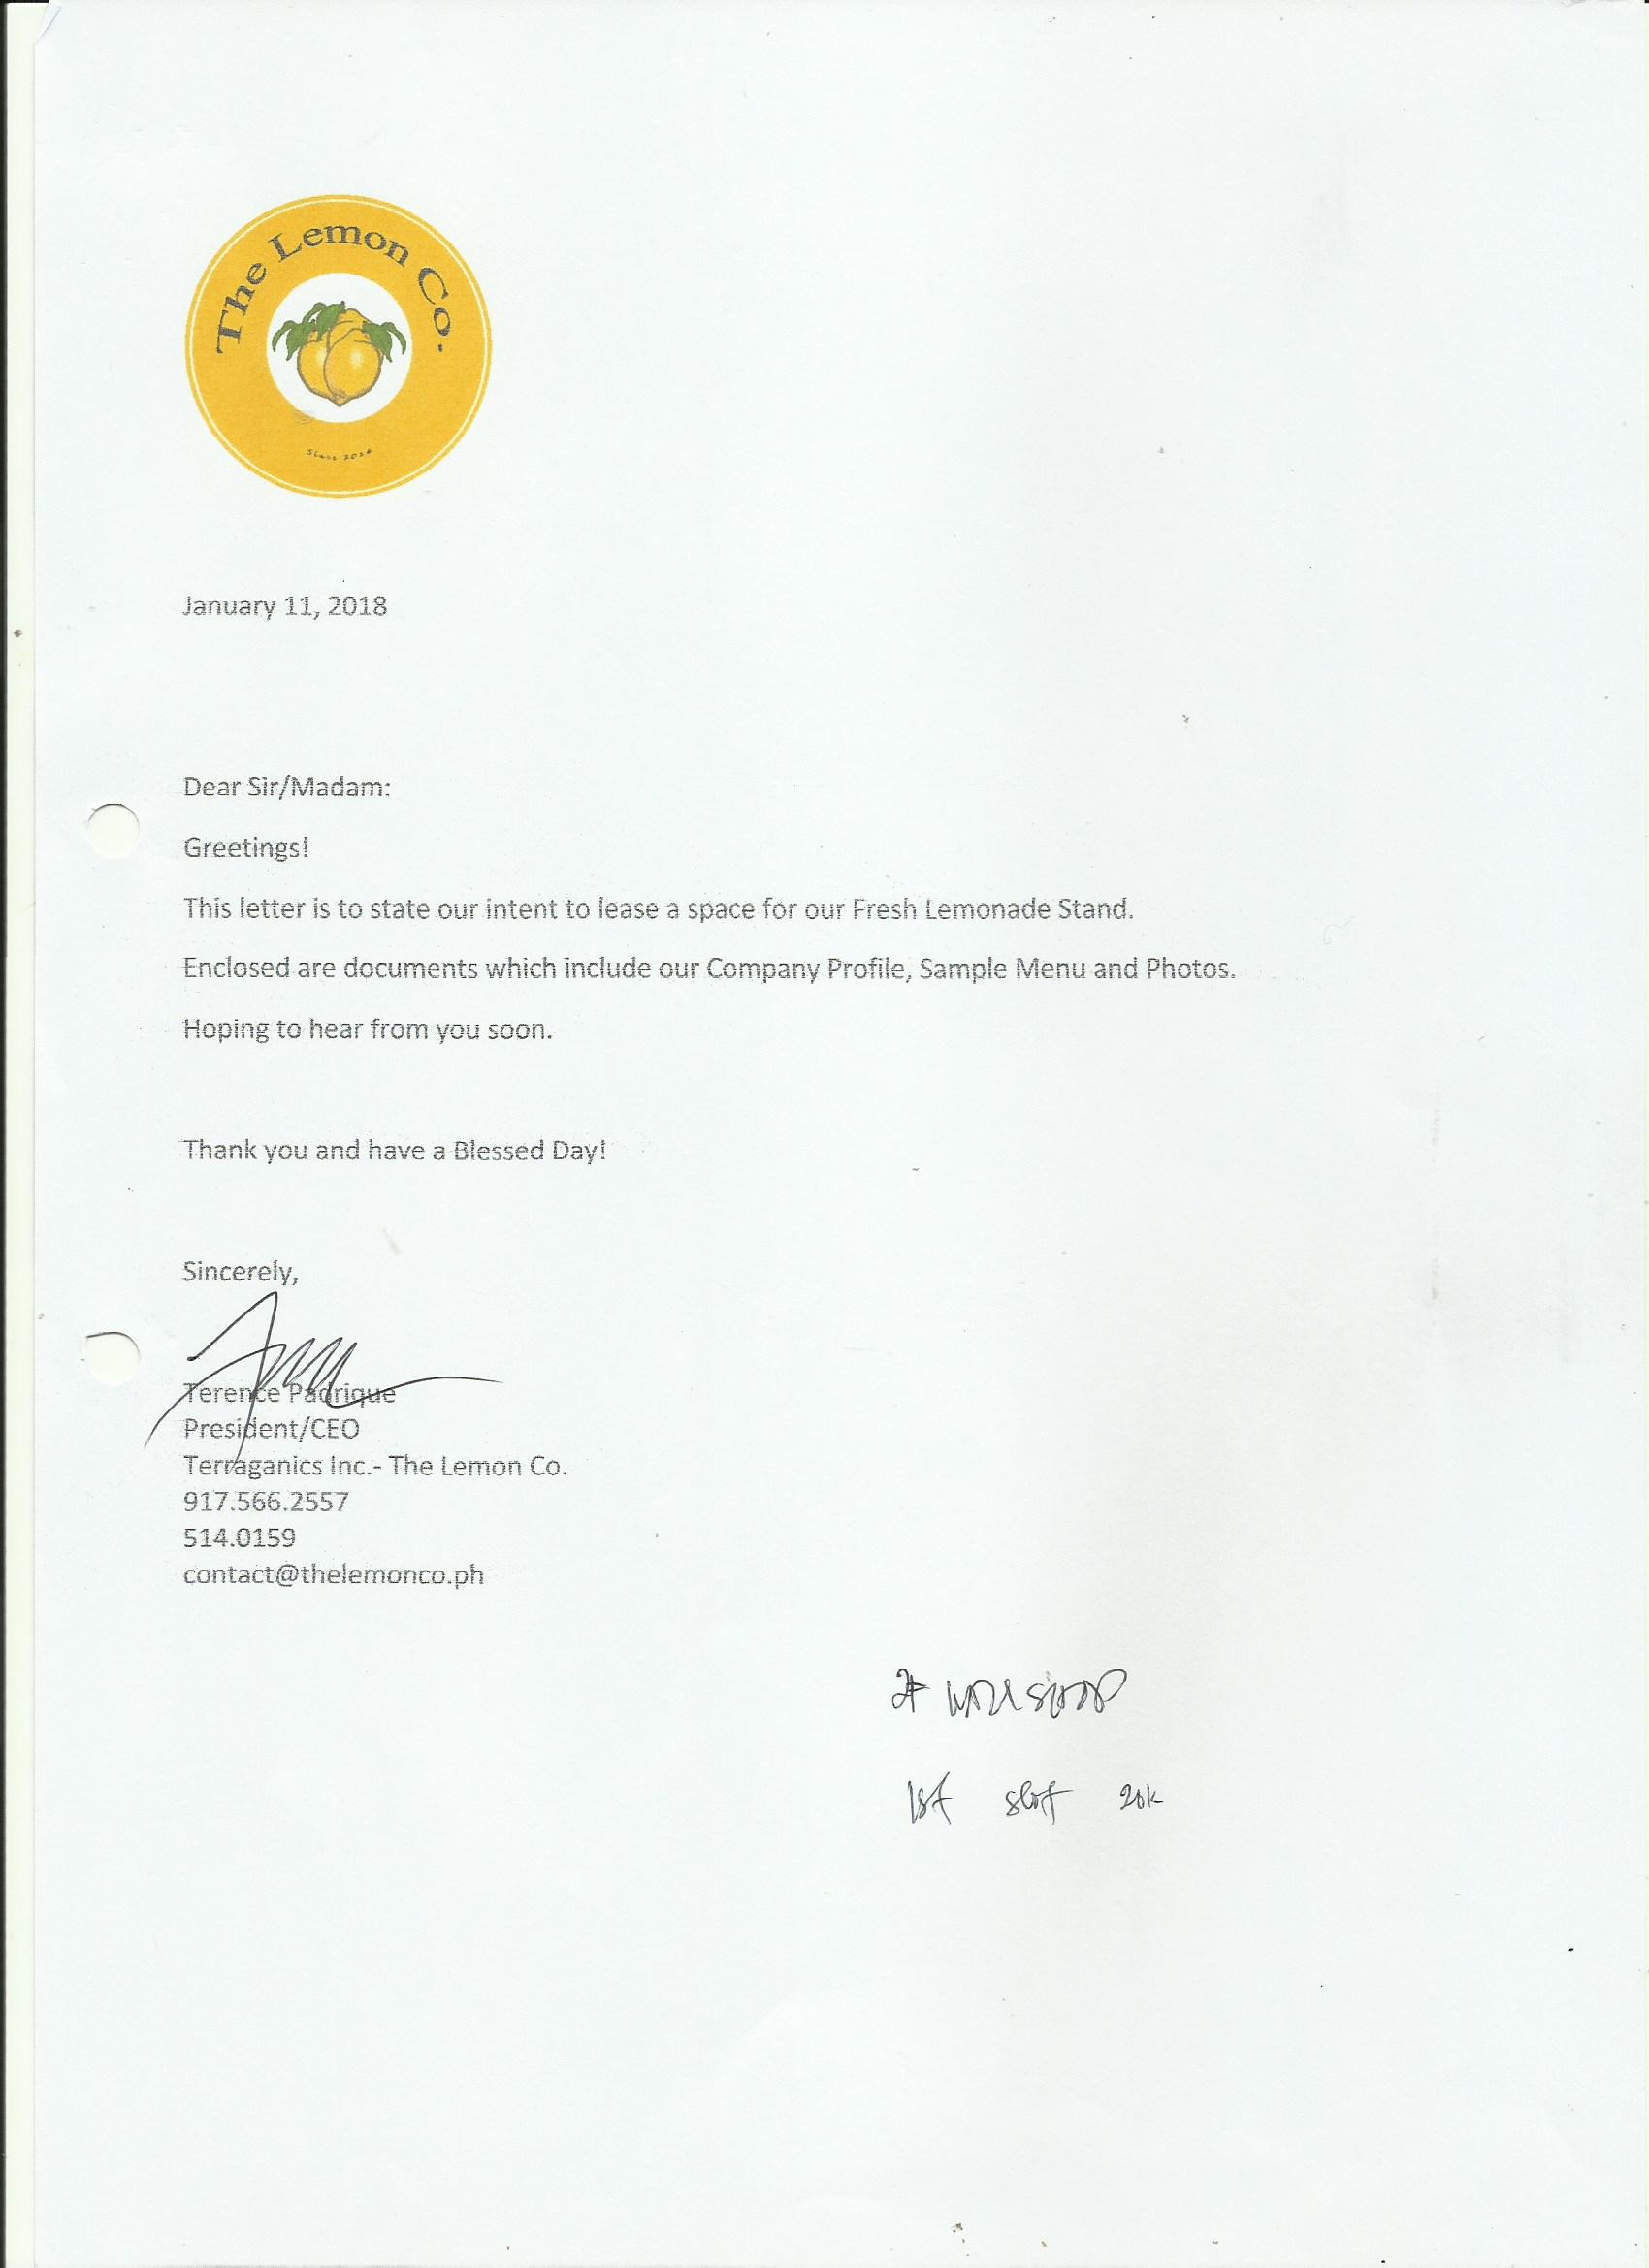 The Lemon Co.
January 11, 2018
Dear Sir/Madam:
Greetings!
This letter is to state our intent to lease a space for our Fresh Lemonade Stand.
Enclosed are documents which include our Company Profile, Sample Menu and Photos.
Hoping to hear from you soon.
Thank you and have a Blessed Day!
Sincerely,
Terence Padrique
President/CEO
Terraganics Inc.- The Lemon Co.
917.566.2557
514.0159
contact@thelemonco.ph
2F
1st slot 20k